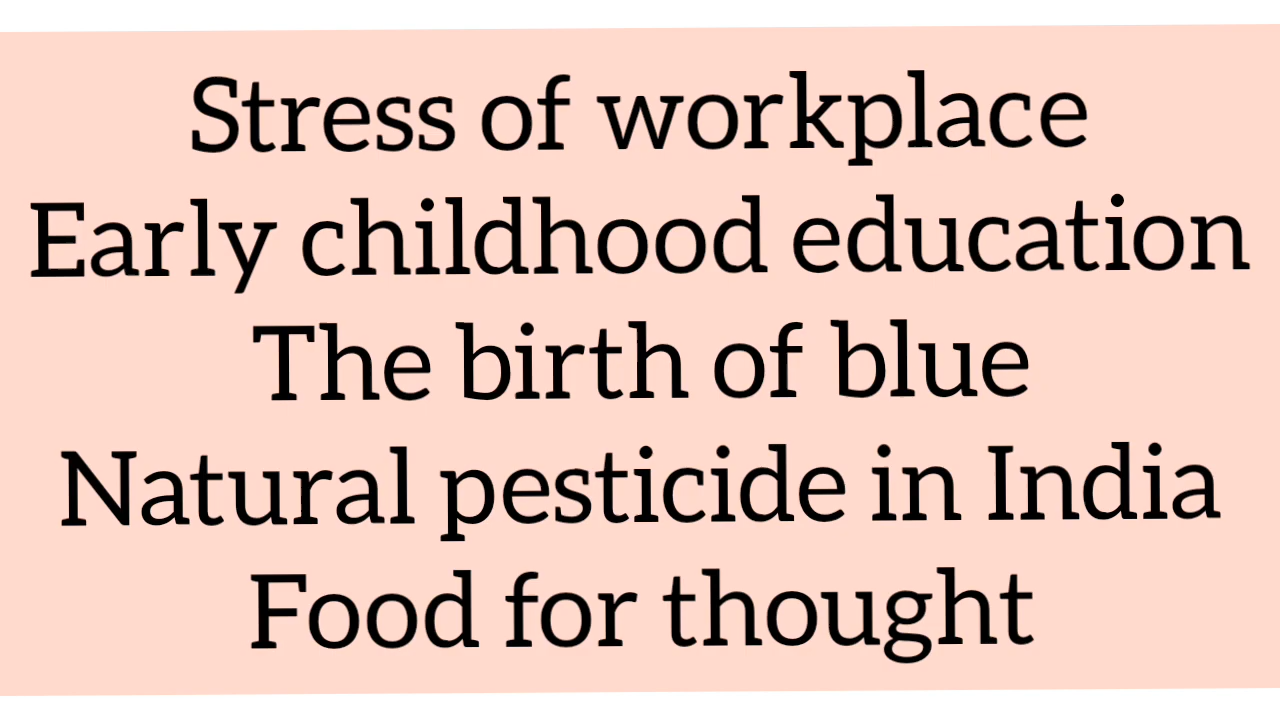 Stress of workplace
Early childhood education
The birth of blue
Natural pesticide in India
Food for thought